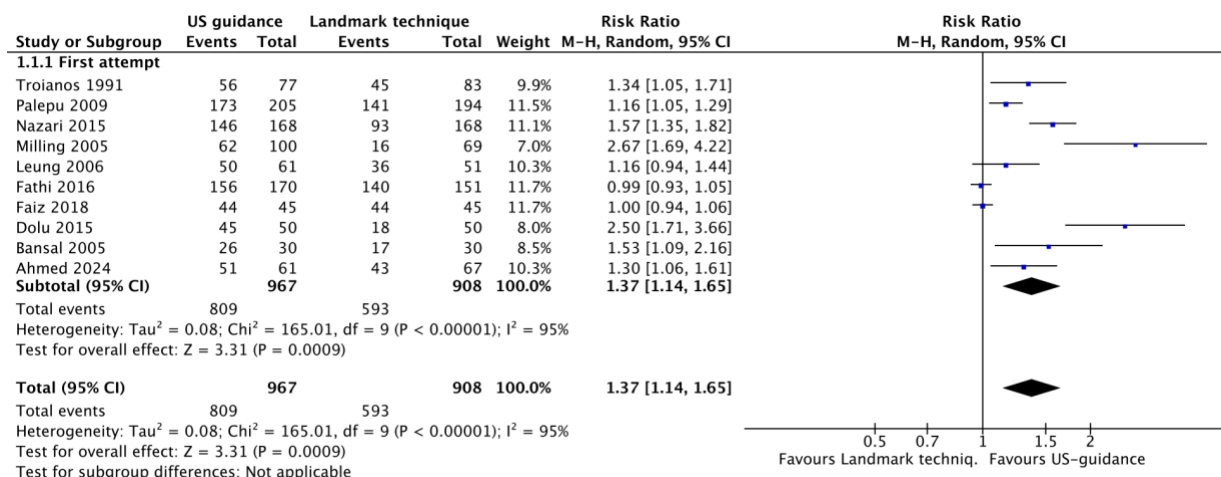 US guidance Landmark technique Risk Ratio Risk Ratio
Study or Subgroup Events Total Events Total Weight M-H, Random, 95% CI M-H, Random, 95% CI
1.1.1 First attempt
Troianos 1991 56 77 45 83 9.9% 1.34 [1.05, 1.71]
Palepu 2009 173 205 141 194 11.5% 1.16 [1.05, 1.29]
Nazari 2015 146 168 93 168 11.1% 1.57 [1.35, 1.82]
Milling 2005 62 100 16 69 7.0% 2.67 [1.69, 4.22]
Leung 2006 50 61 36 51 10.3% 1.16 [0.94, 1.44]
Fathi 2016 156 170 140 151 11.7% 0.99 [0.93, 1.05]
Faiz 2018 44 45 44 45 11.7% 1.00 [0.94, 1.06]
Dolu 2015 45 50 18 50 8.0% 2.50 [1.71, 3.66]
Bansal 2005 26 30 17 30 8.5% 1.53 [1.09, 2.16]
Ahmed 2024 51 61 43 67 10.3% 1.30 [1.06, 1.61]
Subtotal (95% CI) 967 908 100.0% 1.37 [1.14, 1.65]
Total events 809 593
Heterogeneity: Tau² = 0.08; Chi² = 165.01, df = 9 (P < 0.00001); I² = 95%
Test for overall effect: Z = 3.31 (P = 0.0009)
Total (95% CI) 967 908 100.0% 1.37 [1.14, 1.65]
Total events 809 593
Heterogeneity: Tau² = 0.08; Chi² = 165.01, df = 9 (P < 0.00001); I² = 95%
Test for overall effect: Z = 3.31 (P = 0.0009)
Test for subgroup differences: Not applicable
0.5 0.7 1 1.5 2
Favours Landmark techniq. Favours US-guidance